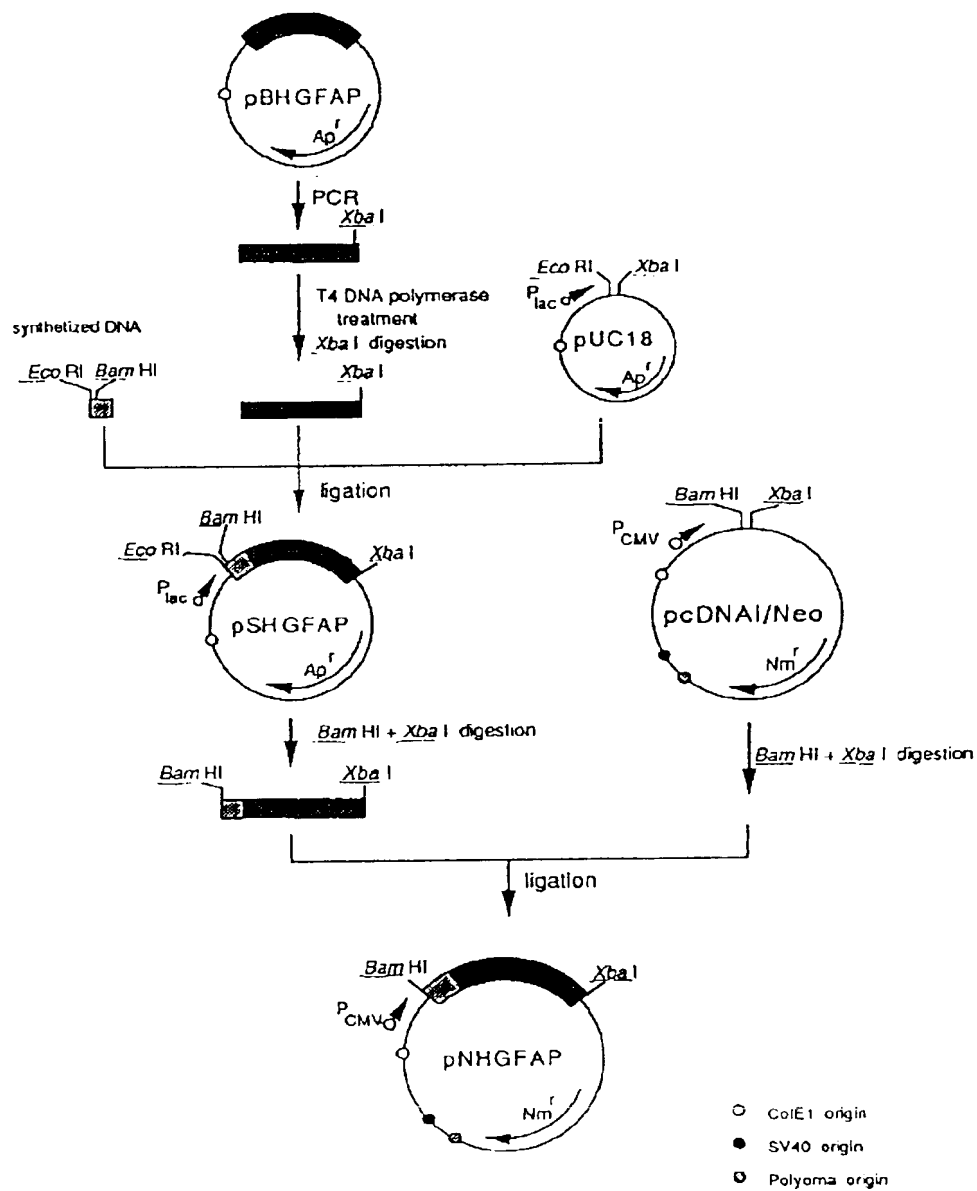 pBHGFAP
Ap r
PCR
Xba I
T4 DNA polymerase
treatment
Xba I digestion
synthetized DNA
Eco RI Bam HI
Xba I
Eco RI Xba I
P lac
pUC18
Ap r
ligation
Bam HI
Eco RI
Xba I
P lac
pSHGFAP
Ap r
Bam HI Xba I
P CMV
pcDNAI/Neo
Nm r
Bam HI + Xba I digestion
Bam HI + Xba I digestion
Bam HI Xba I
ligation
Bam HI Xba I
P CMV
pNHGFAP
Nm r
ColE1 origin
SV40 origin
Polyoma origin